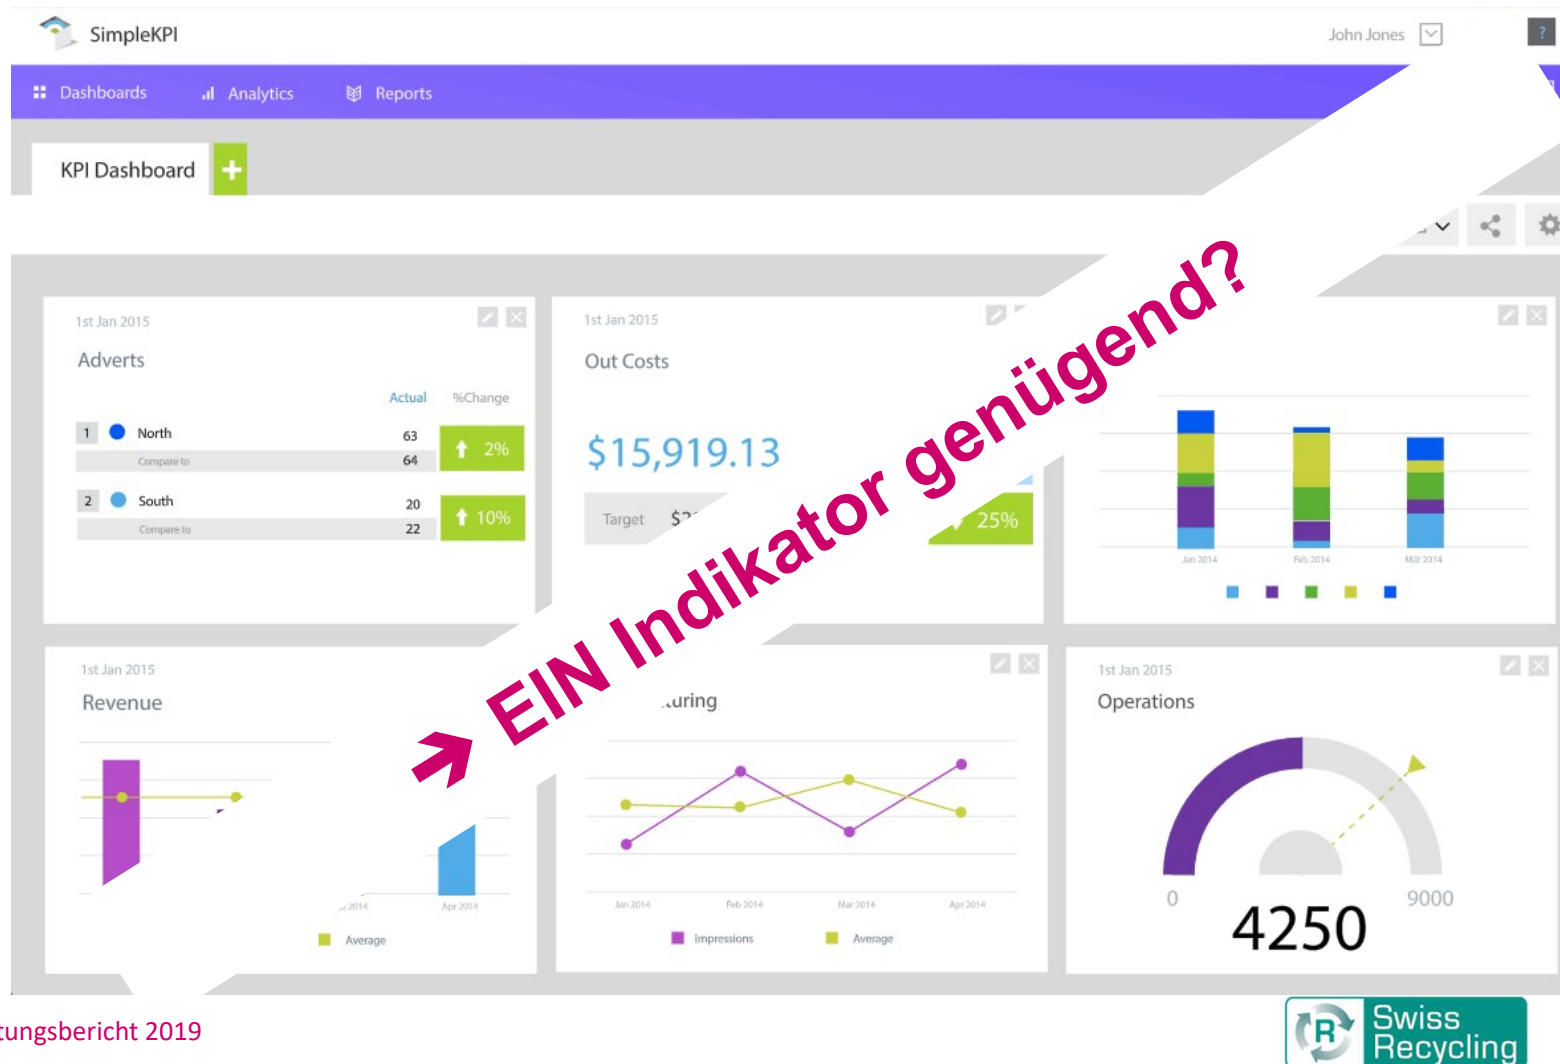 SimpleKPI
John Jones
?
Dashboards
Analytics
Reports
KPI Dashboard
+
1st Jan 2015
Adverts
Actual
%Change
1
North
63
2%
Compare to
64
2
South
20
10%
Compare to
22
1st Jan 2015
Out Costs
$15,919.13
Target
25%
Jan 2014
Feb 2014
Mar 2014
➔ EIN Indikator genügend?
1st Jan 2015
Revenue
2014
Apr 2014
Average
turing
Jan 2014
Feb 2014
Mar 2014
Apr 2014
Impressions
Average
1st Jan 2015
Operations
0
9000
4250
tungsbericht 2019
R
Swiss
Recycling